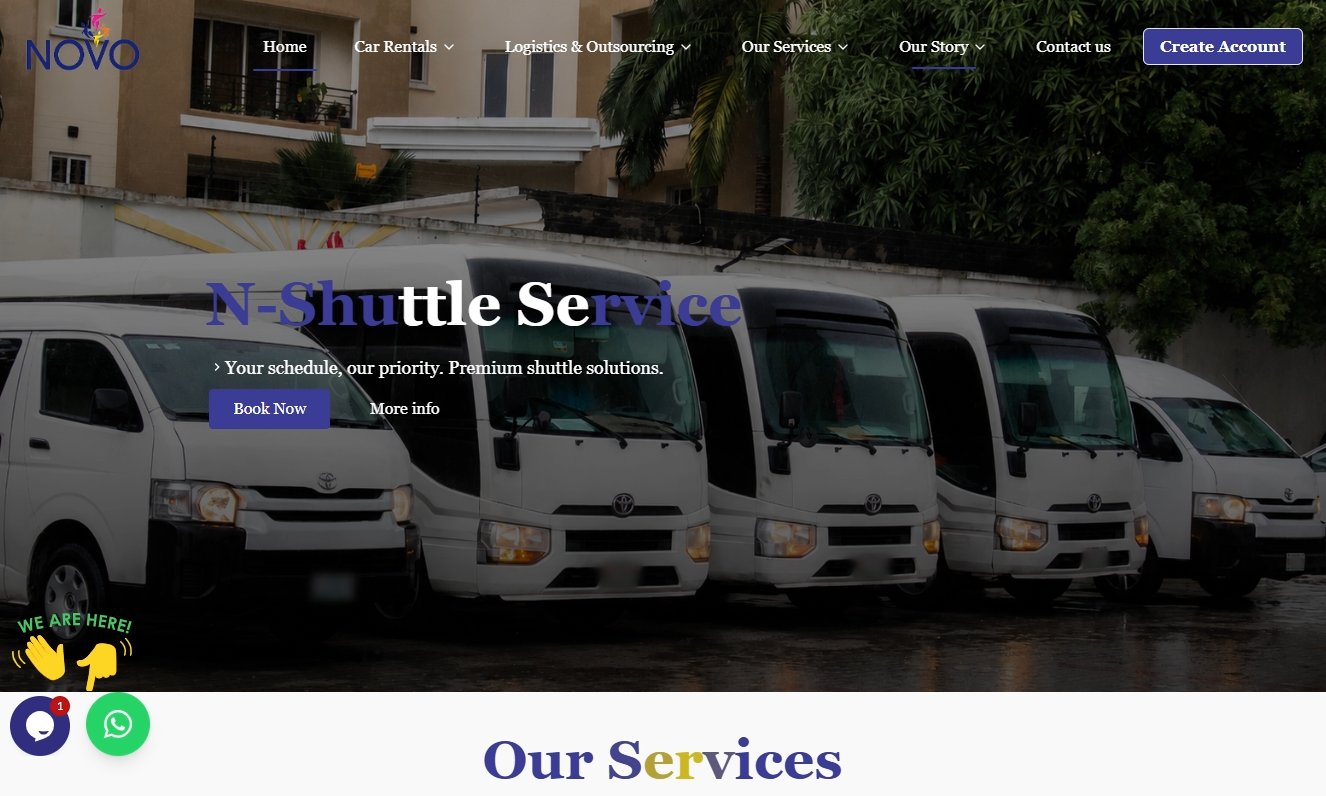 NOVO
Home
Car Rentals
Logistics & Outsourcing
Our Services
Our Story
Contact us
Create Account
N-Shuttle Service
Your schedule, our priority. Premium shuttle solutions.
Book Now
More info
WE ARE HERE!
1
Our Services